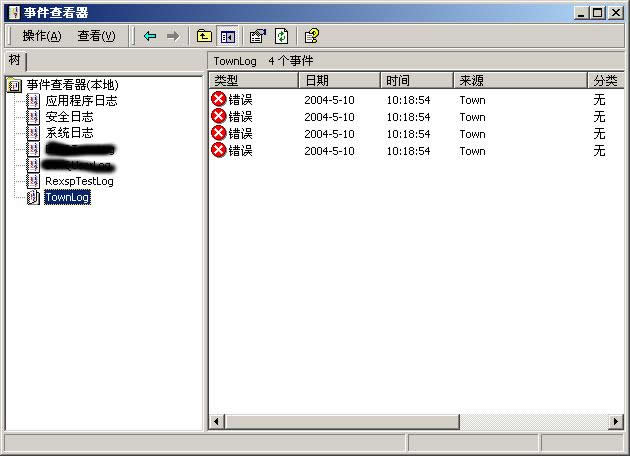 事件查看器
操作(A) 查看(V)
树
TownLog 4 个事件
事件查看器(本地)
应用程序日志
安全日志
系统日志
RexspTestLog
TownLog
类型 日期 时间 来源 分类
错误 2004-5-10 10:18:54 Town 无
错误 2004-5-10 10:18:54 Town 无
错误 2004-5-10 10:18:54 Town 无
错误 2004-5-10 10:18:54 Town 无